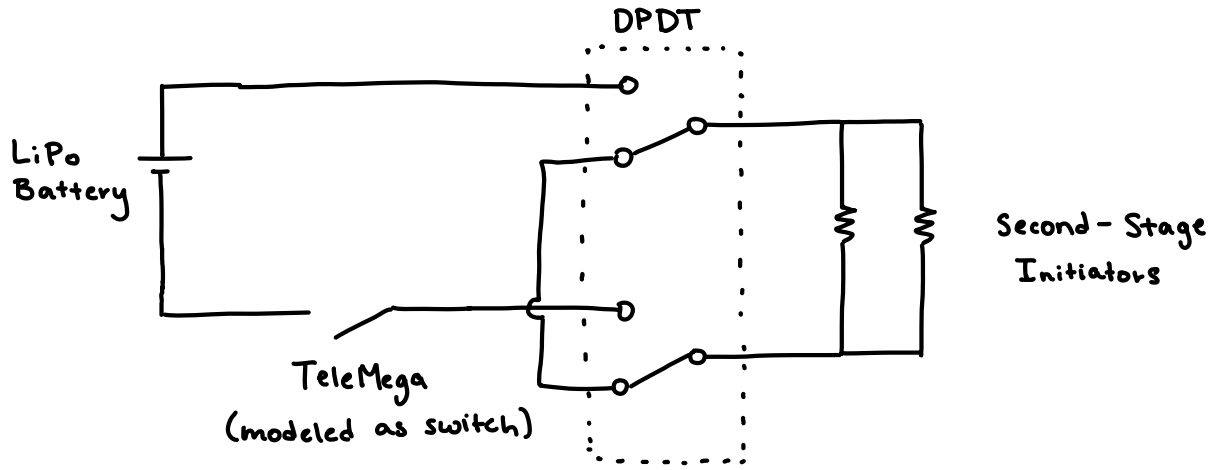 DPDT
LiPo
Battery
Second-Stage
Initiators
TeleMega
(modeled as switch)